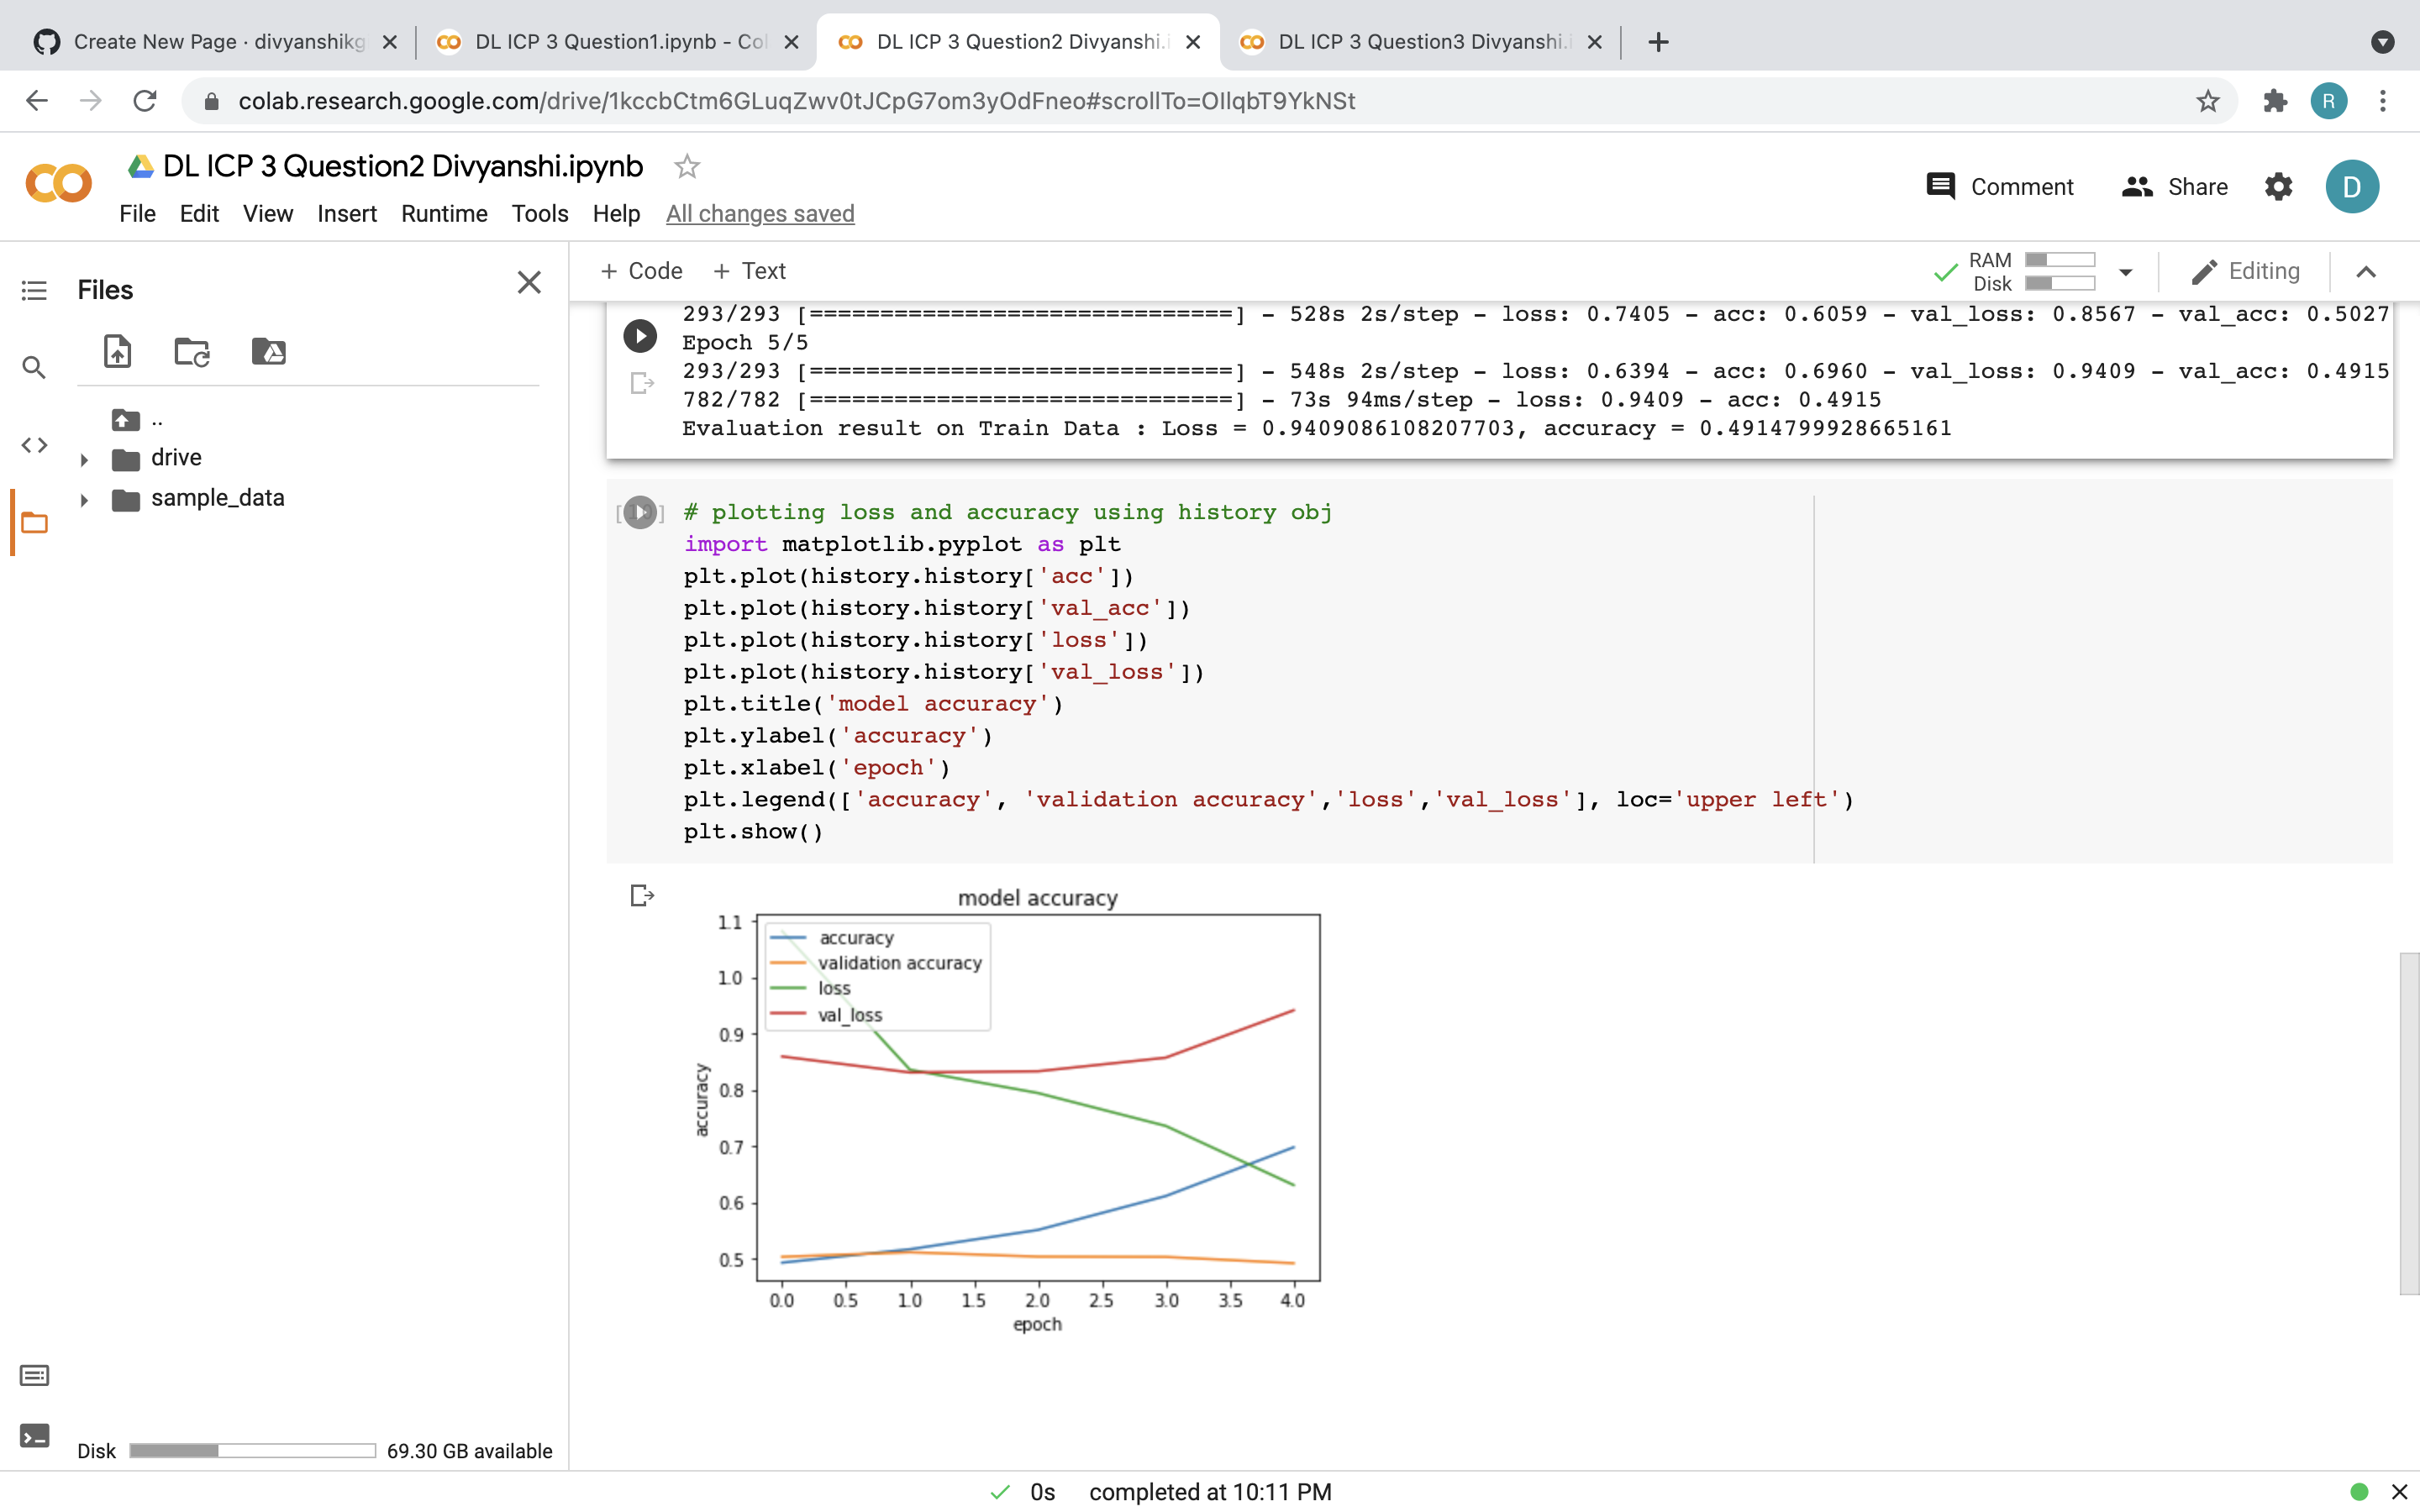 Create New Page · divyanshikg
DL ICP 3 Question1.ipynb - Col
DL ICP 3 Question2 Divyanshi.i
DL ICP 3 Question3 Divyanshi.i
colab.research.google.com/drive/1kccbCtm6GLuqZwv0tJCpG7om3yOdFneo#scrollTo=OIlqbT9YkNSt
R
DL ICP 3 Question2 Divyanshi.ipynb
File Edit View Insert Runtime Tools Help All changes saved
Comment
Share
D
Files
..
drive
sample_data
Disk 69.30 GB available
+ Code + Text
RAM
Disk
Editing
293/293 [==============================] - 528s 2s/step - loss: 0.7405 - acc: 0.6059 - val_loss: 0.8567 - val_acc: 0.5027
Epoch 5/5
293/293 [==============================] - 548s 2s/step - loss: 0.6394 - acc: 0.6960 - val_loss: 0.9409 - val_acc: 0.4915
782/782 [==============================] - 73s 94ms/step - loss: 0.9409 - acc: 0.4915
Evaluation result on Train Data : Loss = 0.9409086108207703, accuracy = 0.4914799928665161
# plotting loss and accuracy using history obj
import matplotlib.pyplot as plt
plt.plot(history.history['acc'])
plt.plot(history.history['val_acc'])
plt.plot(history.history['loss'])
plt.plot(history.history['val_loss'])
plt.title('model accuracy')
plt.ylabel('accuracy')
plt.xlabel('epoch')
plt.legend(['accuracy', 'validation accuracy','loss','val_loss'], loc='upper left')
plt.show()
model accuracy
accuracy
validation accuracy
loss
val_loss
1.1
1.0
0.9
0.8
0.7
0.6
0.5
accuracy
0.0 0.5 1.0 1.5 2.0 2.5 3.0 3.5 4.0
epoch
0s completed at 10:11 PM